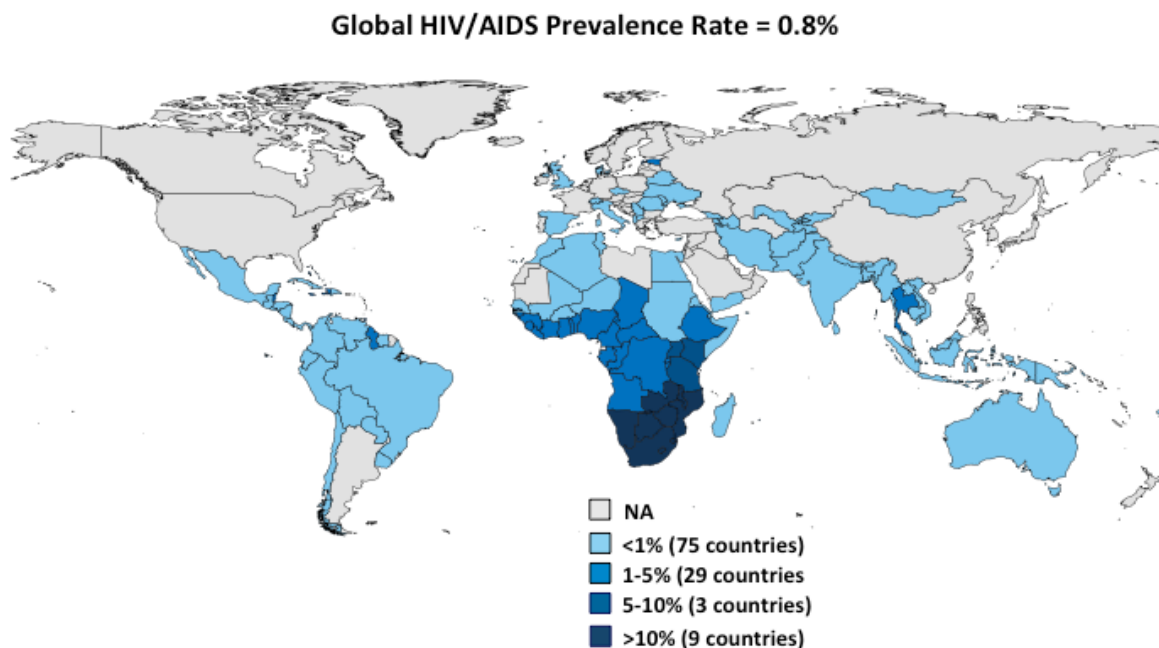 Global HIV/AIDS Prevalence Rate = 0.8%
NA
<1% (75 countries)
1-5% (29 countries
5-10% (3 countries)
>10% (9 countries)